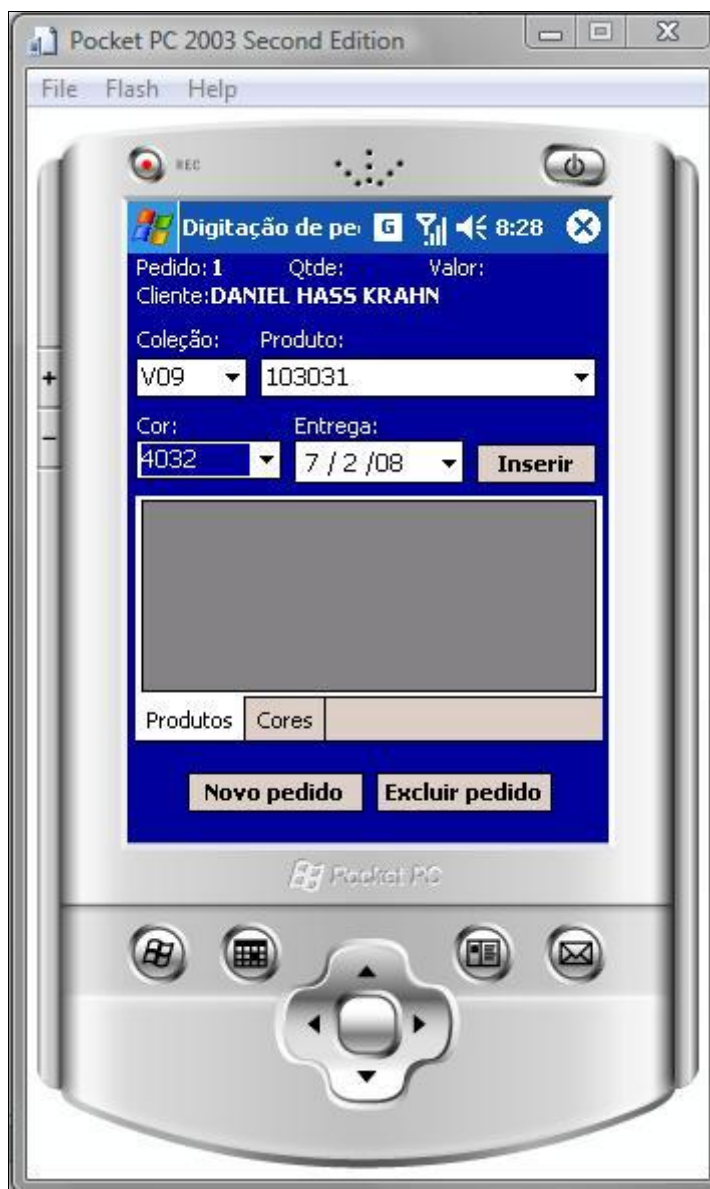 Pocket PC 2003 Second Edition
File Flash Help
REC
Digitação de pe G 8:28
Pedido: 1 Qtde: Valor:
Cliente:DANIEL HASS KRAHN
Coleção: Produto:
V09 103031
Cor: Entrega:
4032 7 / 2 /08 Inserir
Produtos Cores
Novo pedido Excluir pedido
Pocket PC
+
-